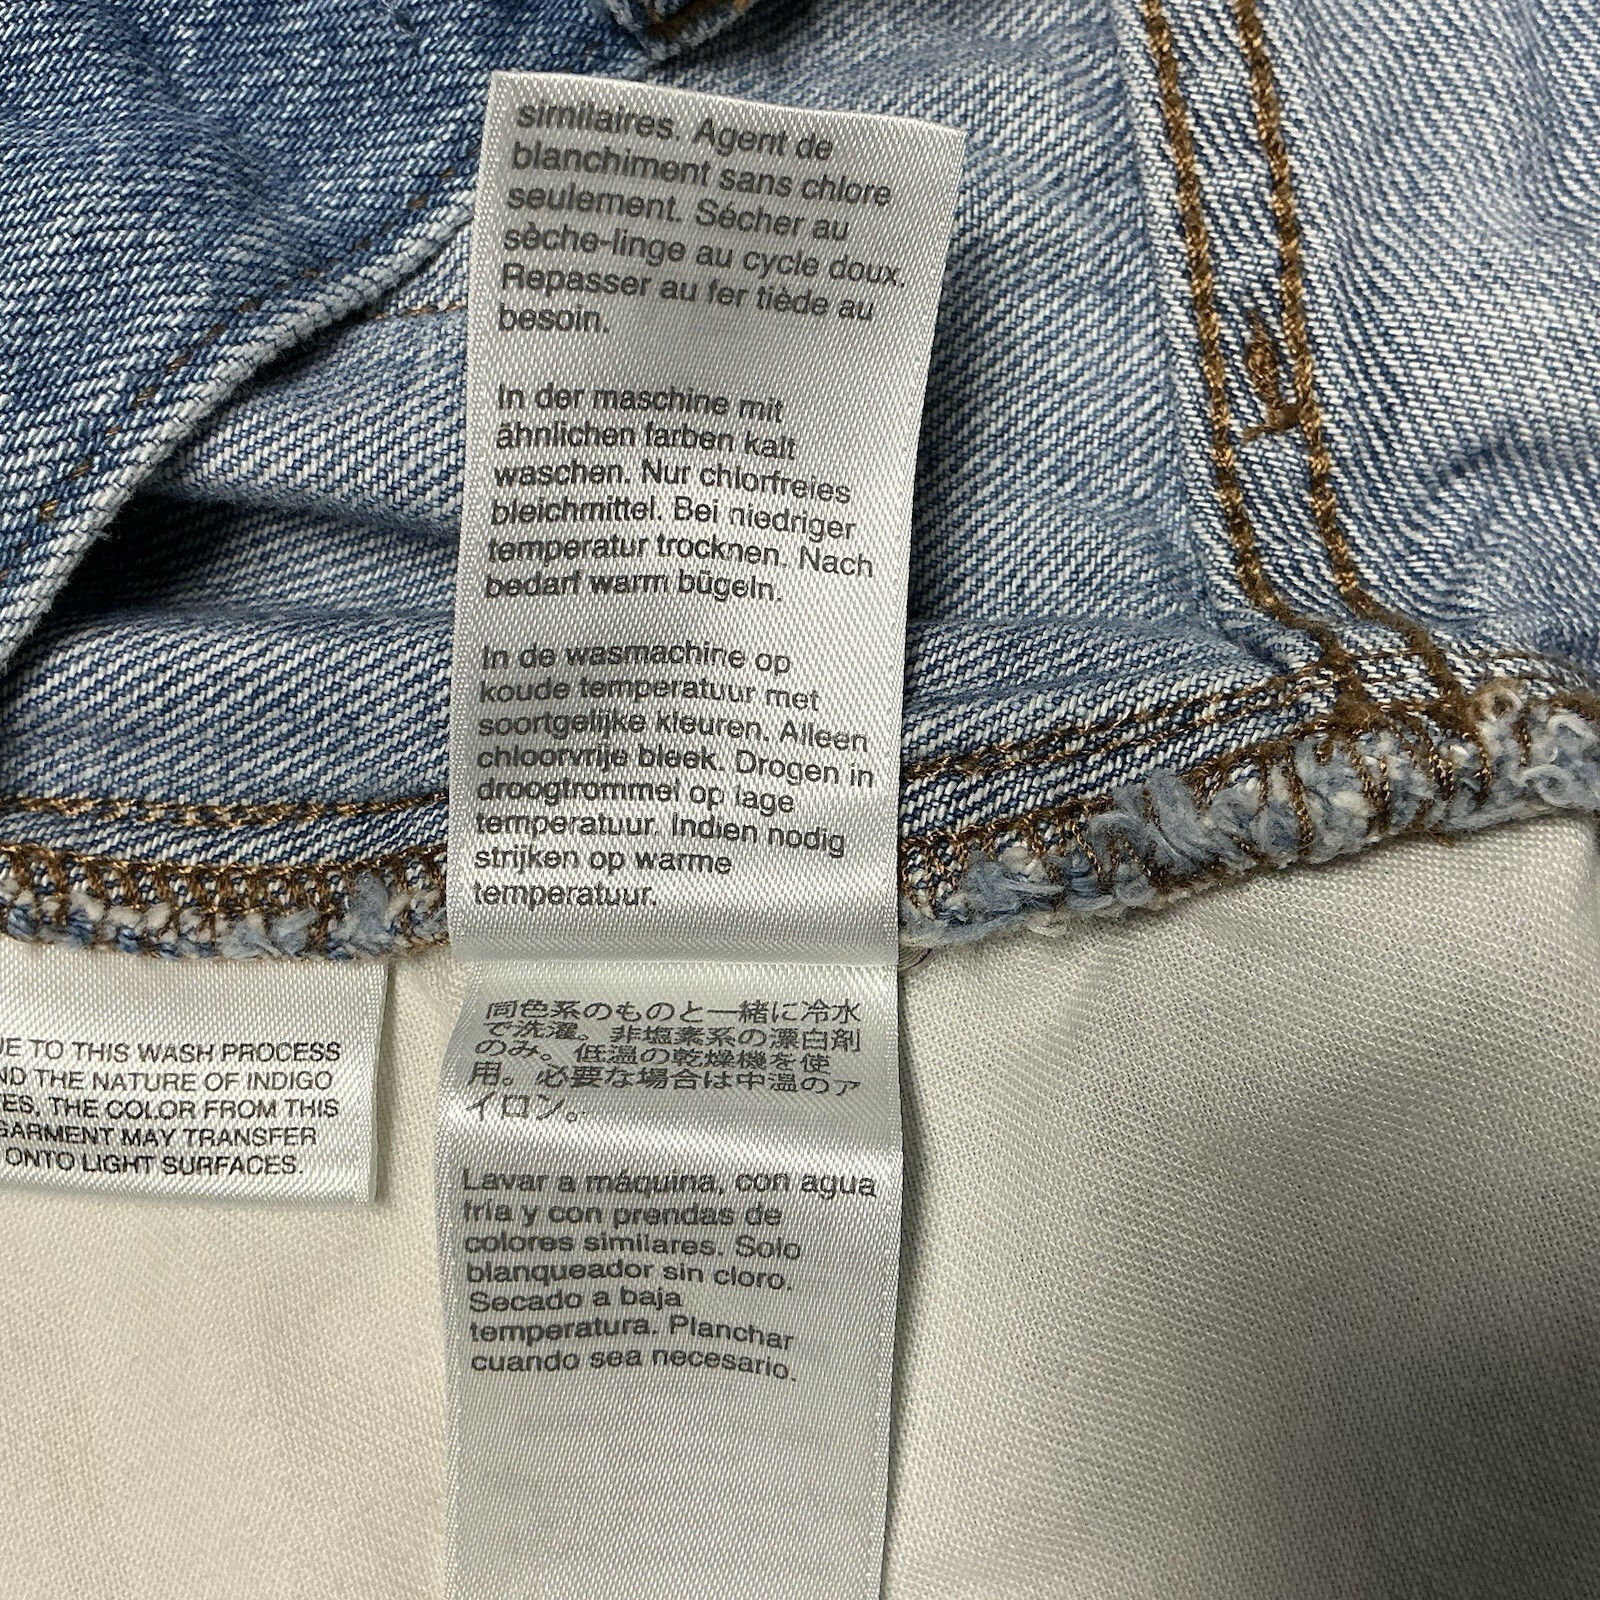 similaires. Agent de
blanchiment sans chlore
seulement. Sécher au
sèche-linge au cycle doux.
Repasser au fer tiède au
besoin.
In der maschine mit
ähnlichen farben kalt
waschen. Nur chlorfreies
bleichmittel. Bei niedriger
temperatur trocknen. Nach
bedarf warm bügeln.
In de wasmachine op
koude temperatuur met
soortgelijke kleuren. Alleen
chloorvrije bleek. Drogen in
droogtrommel op lage
temperatuur. Indien nodig
strijken op warme
temperatuur.
同色系のものと一緒に冷水
で洗濯。非塩素系の漂白剤
のみ。低温の乾燥機を使
用。必要な場合は中温のア
イロン。
Lavar a máquina, con agua
fría y con prendas de
colores similares. Solo
blanqueador sin cloro.
Secado a baja
temperatura. Planchar
cuando sea necesario.
TO THIS WASH PROCESS
THE NATURE OF INDIGO
THE COLOR FROM THIS
GARMENT MAY TRANSFER
ONTO LIGHT SURFACES.